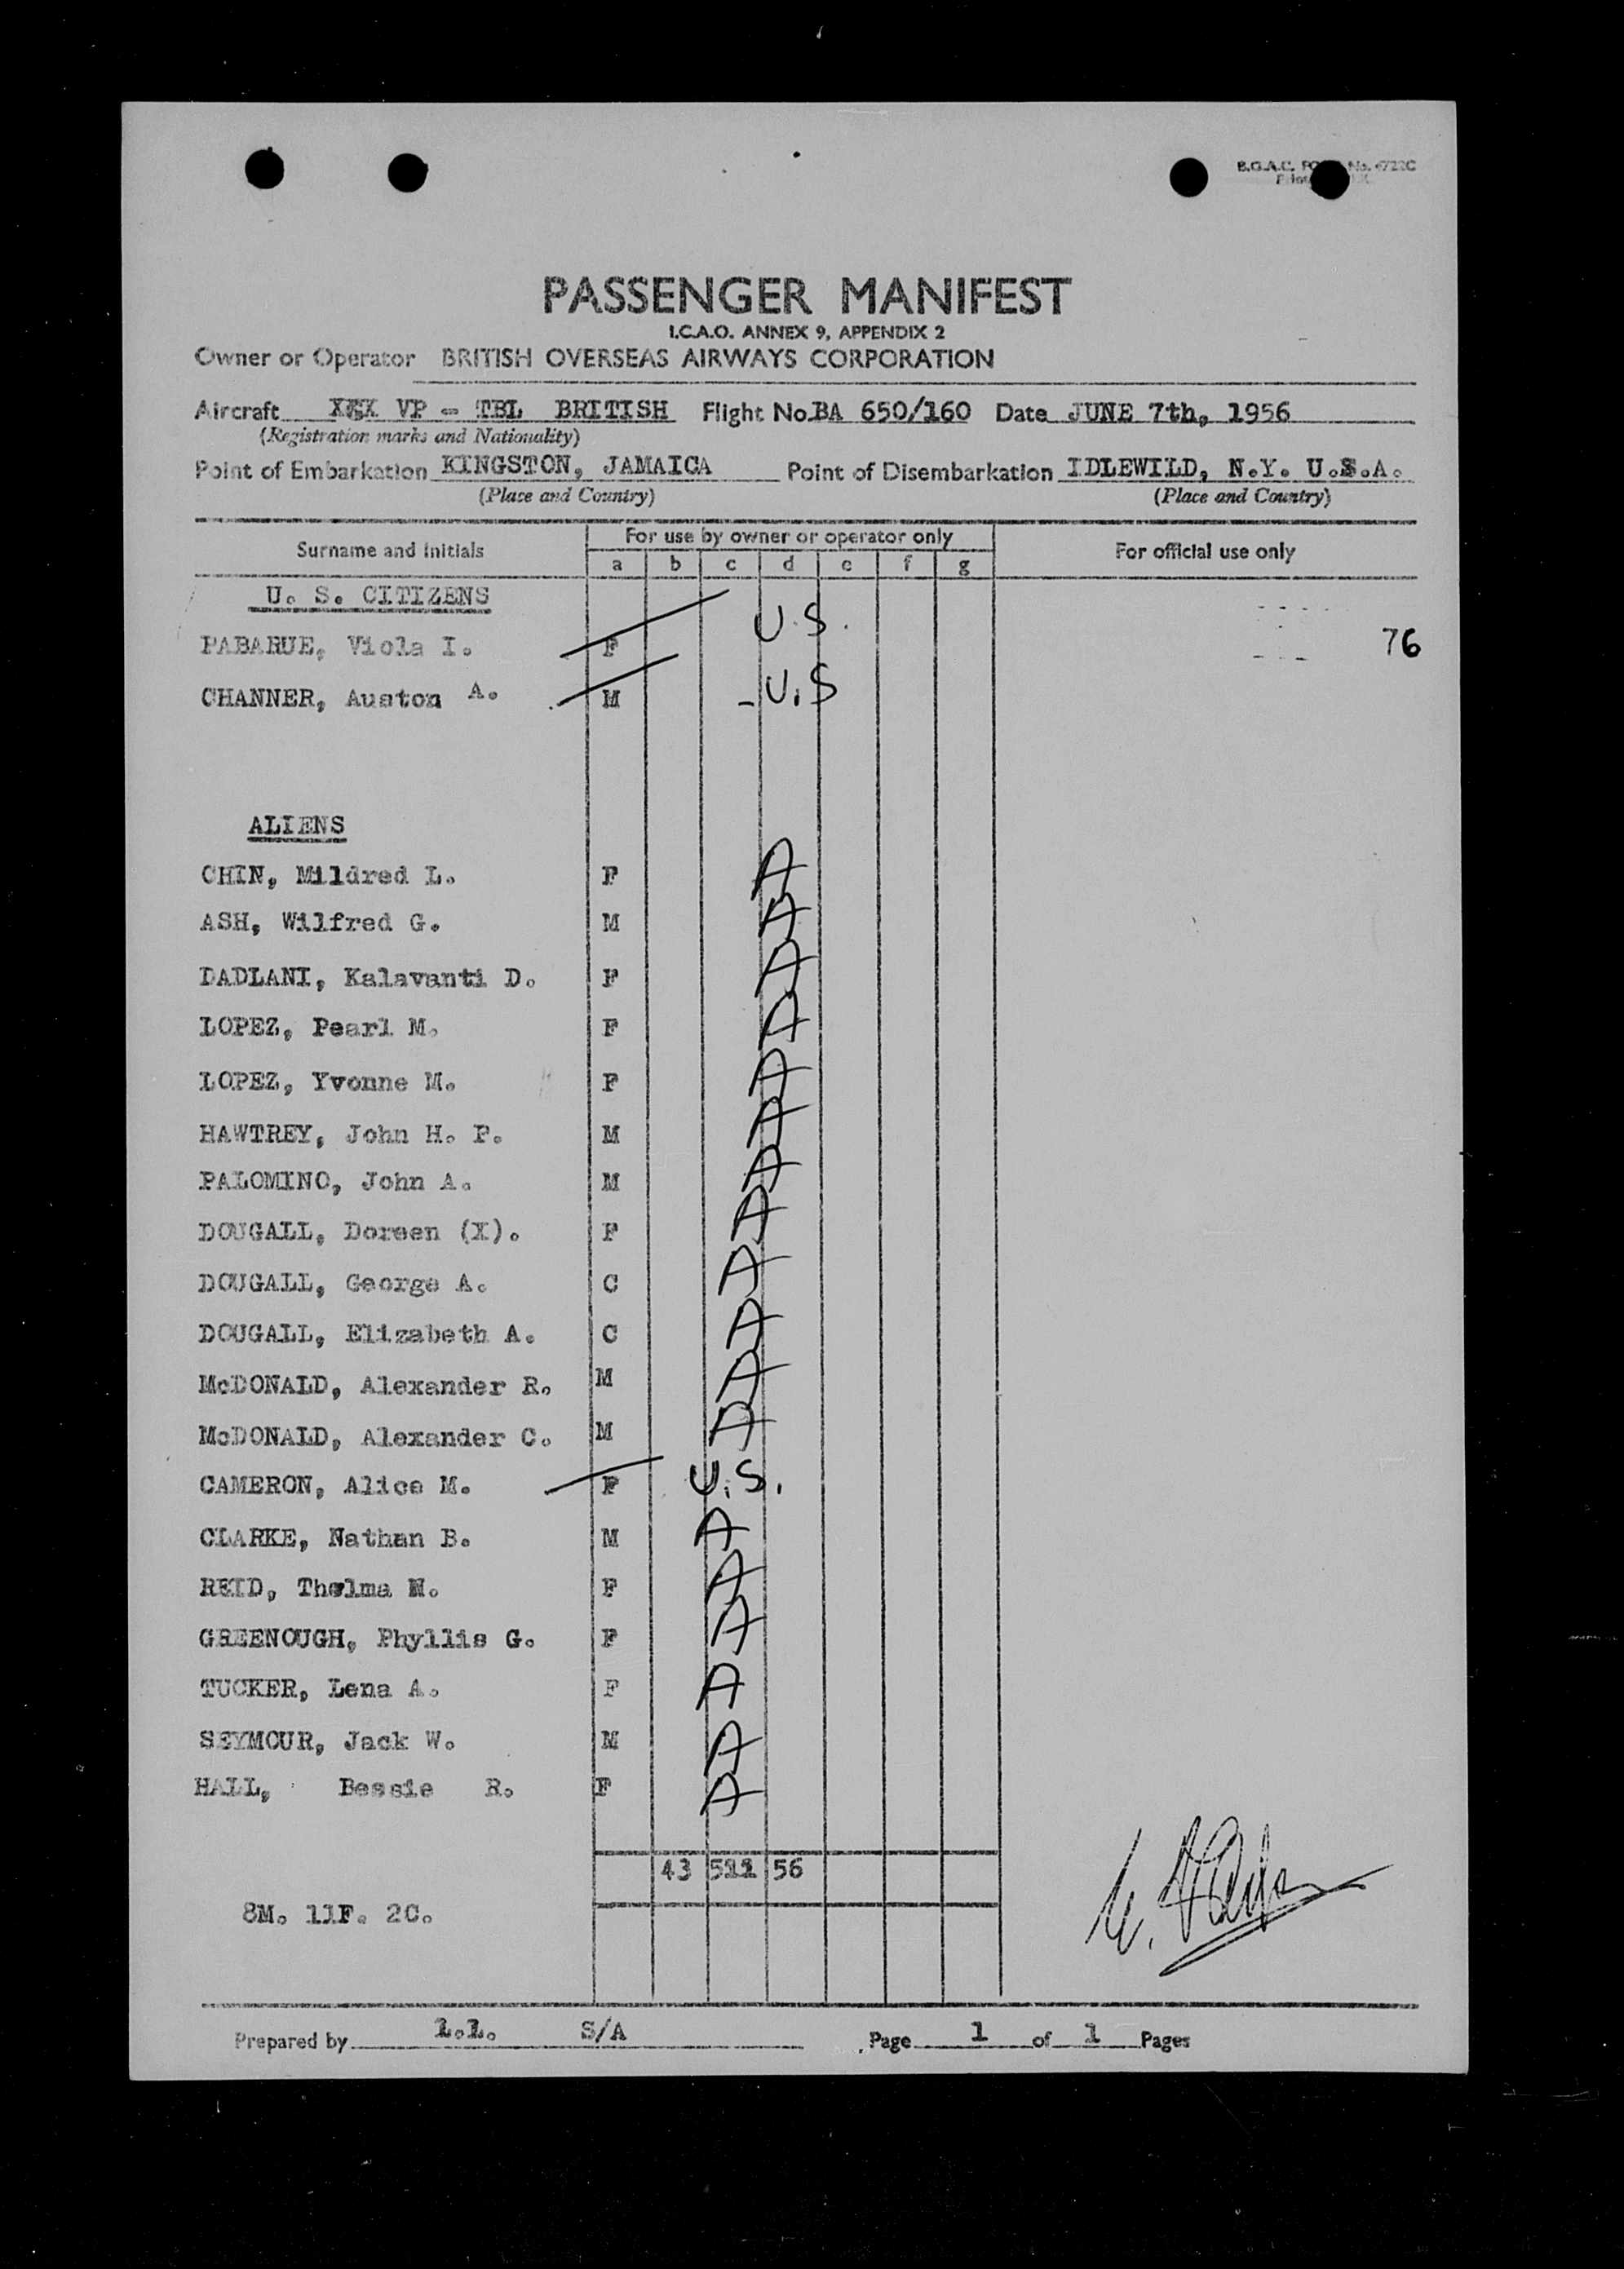 B.O.A.C. No. 4722C
PASSENGER MANIFEST
I.C.A.O. ANNEX 9, APPENDIX 2
Owner or Operator BRITISH OVERSEAS AIRWAYS CORPORATION
Aircraft VP - TBL BRITISH Flight No. BA 650/160 Date JUNE 7th, 1956
(Registration marks and Nationality)
Point of Embarkation KINGSTON, JAMAICA Point of Disembarkation IDLEWILD, N.Y. U.S.A.
(Place and Country) (Place and Country)
Surname and Initials For use by owner or operator only For official use only
a b c d e f g
U. S. CITIZENS U.S.
PABARUE, Viola I. F 76
CHANNER, Auston A. M - U.S
ALIENS
CHIN, Mildred L. F A
ASH, Wilfred G. M A
DADLANI, Kalavanti D. F A
LOPEZ, Pearl M. F A
LOPEZ, Yvonne M. F A
HAWTREY, John H. P. M A
PALOMINO, John A. M A
DOUGALL, Doreen (X). F A
DOUGALL, George A. C A
DOUGALL, Elizabeth A. C A
McDONALD, Alexander R. M A
McDONALD, Alexander C. M A
CAMERON, Alice M. F U.S.
CLARKE, Nathan B. M A
REID, Thelma N. F A
GREENOUGH, Phyllis G. F A
TUCKER, Lena A. F A
SEYMOUR, Jack W. M A
HALL, Bessie R. F A
43 56
8M. 11F. 2C.
Prepared by L.L. S/A Page 1 of 1 Pages